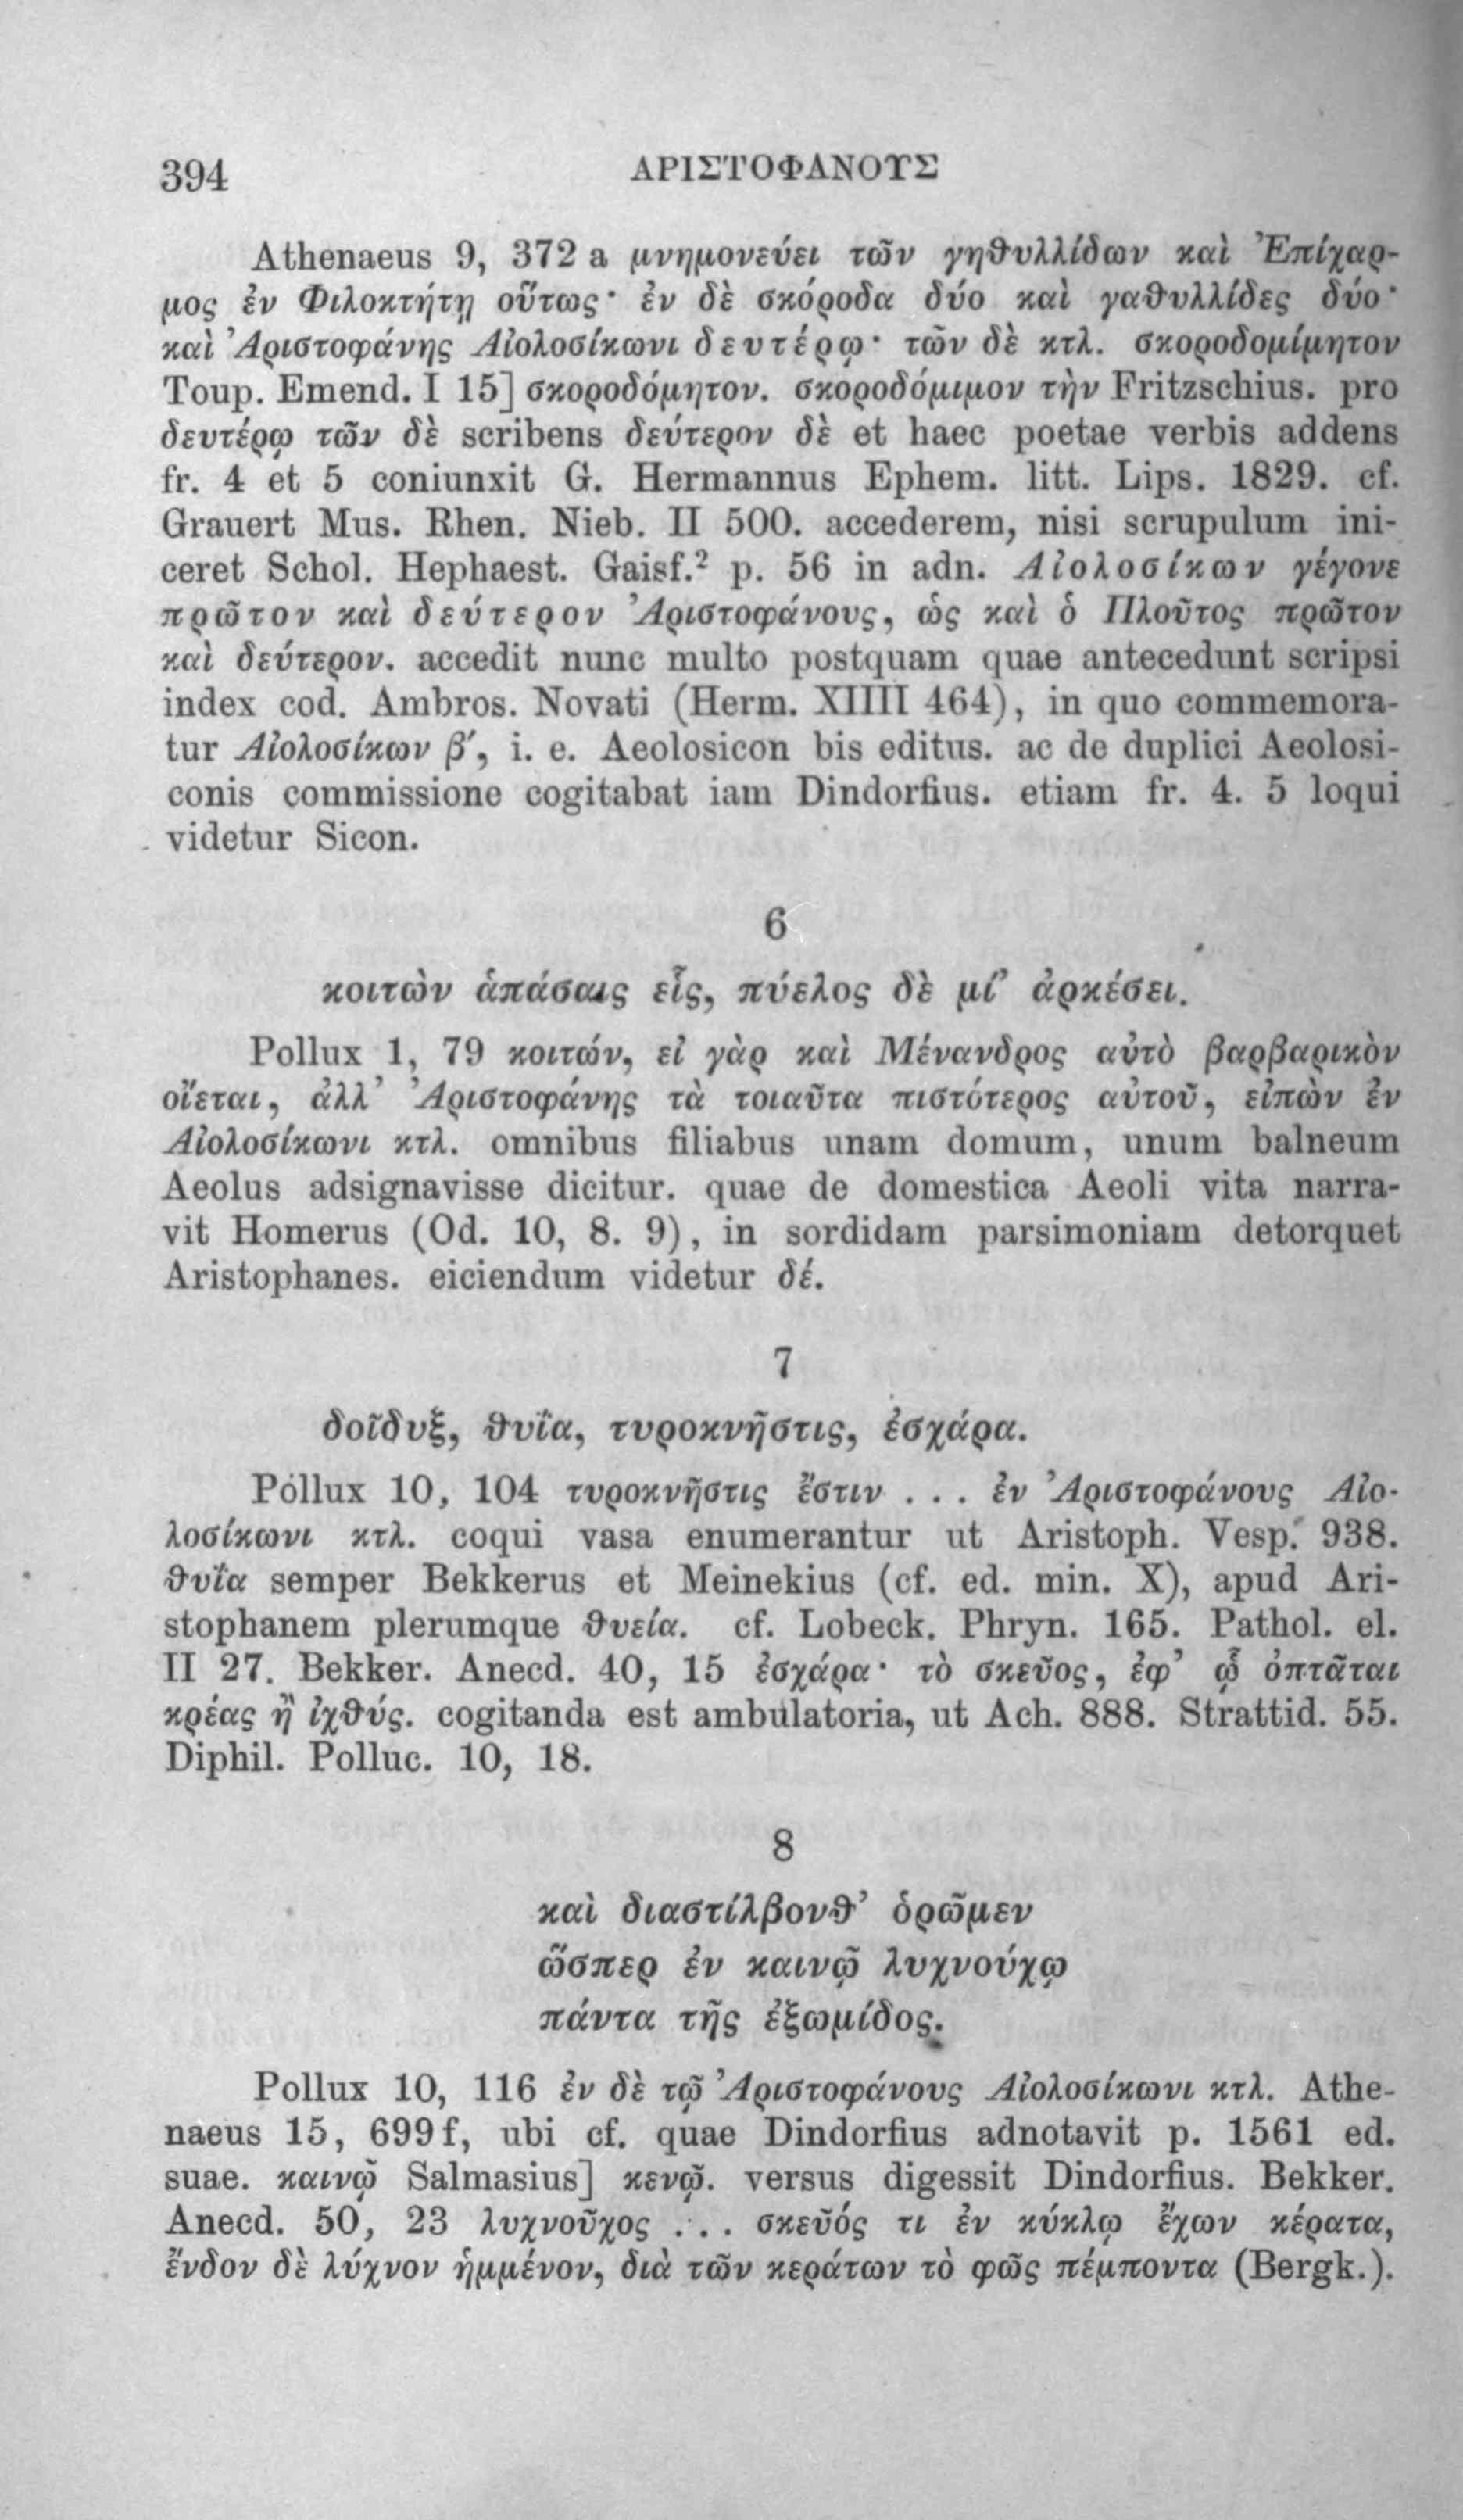 394
ΑΡΙΣΤΟΦΑΝΟΥΣ
Athenaeus 9, 372 a μνημονεύει τῶν γηθυλλίδων καὶ Ἐπίχαρ-
μος ἐν Φιλοκτήτῃ οὕτως· ἐν δὲ σκόροδα δύο καὶ γαθυλλίδες δύο·
καὶ Ἀριστοφάνης Αἰολοσίκωνι δευτέρῳ· τῶν δὲ κτλ. σκοροδομίμητον
Toup. Emend. I 15] σκοροδόμητον. σκοροδόμιμον τὴν Fritzschius. pro
δευτέρῳ τῶν δὲ scribens δεύτερον δὲ et haec poetae verbis addens
fr. 4 et 5 coniunxit G. Hermannus Ephem. litt. Lips. 1829. cf.
Grauert Mus. Rhen. Nieb. II 500. accederem, nisi scrupulum ini-
ceret Schol. Hephaest. Gaisf.² p. 56 in adn. Αἰολοσίκων γέγονε
πρῶτον καὶ δεύτερον Ἀριστοφάνους, ὡς καὶ ὁ Πλοῦτος πρῶτον
καὶ δεύτερον. accedit nunc multo postquam quae antecedunt scripsi
index cod. Ambros. Novati (Herm. XIIII 464), in quo commemora-
tur Αἰολοσίκων β′, i. e. Aeolosicon bis editus. ac de duplici Aeolosi-
conis commissione cogitabat iam Dindorfius. etiam fr. 4. 5 loqui
videtur Sicon.
6
κοιτὼν ἁπάσαις εἷς, πύελος δὲ μί’ ἀρκέσει.
Pollux 1, 79 κοιτών, εἰ γὰρ καὶ Μένανδρος αὐτὸ βαρβαρικὸν
οἴεται, ἀλλ’ Ἀριστοφάνης τὰ τοιαῦτα πιστότερος αὐτοῦ, εἰπὼν ἐν
Αἰολοσίκωνι κτλ. omnibus filiabus unam domum, unum balneum
Aeolus adsignavisse dicitur. quae de domestica Aeoli vita narra-
vit Homerus (Od. 10, 8. 9), in sordidam parsimoniam detorquet
Aristophanes. eiciendum videtur δέ.
7
δοῖδυξ, θυΐα, τυροκνῆστις, ἐσχάρα.
Pollux 10, 104 τυροκνῆστις ἔστιν . . . ἐν Ἀριστοφάνους Αἰο-
λοσίκωνι κτλ. coqui vasa enumerantur ut Aristoph. Vesp. 938.
θυΐα semper Bekkerus et Meinekius (cf. ed. min. X), apud Ari-
stophanem plerumque θυεία. cf. Lobeck. Phryn. 165. Pathol. el.
II 27. Bekker. Anecd. 40, 15 ἐσχάρα· τὸ σκεῦος, ἐφ’ ᾧ ὀπτᾶται
κρέας ἢ ἰχθύς. cogitanda est ambulatoria, ut Ach. 888. Strattid. 55.
Diphil. Polluc. 10, 18.
8
καὶ διαστίλβονθ’ ὁρῶμεν
ὥσπερ ἐν καινῷ λυχνούχῳ
πάντα τῆς ἐξωμίδος.
Pollux 10, 116 ἐν δὲ τῷ Ἀριστοφάνους Αἰολοσίκωνι κτλ. Athe-
naeus 15, 699 f, ubi cf. quae Dindorfius adnotavit p. 1561 ed.
suae. καινῷ Salmasius] κενῷ. versus digessit Dindorfius. Bekker.
Anecd. 50, 23 λυχνοῦχος . . . σκεῦός τι ἐν κύκλῳ ἔχων κέρατα,
ἔνδον δὲ λύχνον ἡμμένον, διὰ τῶν κεράτων τὸ φῶς πέμποντα (Bergk.).